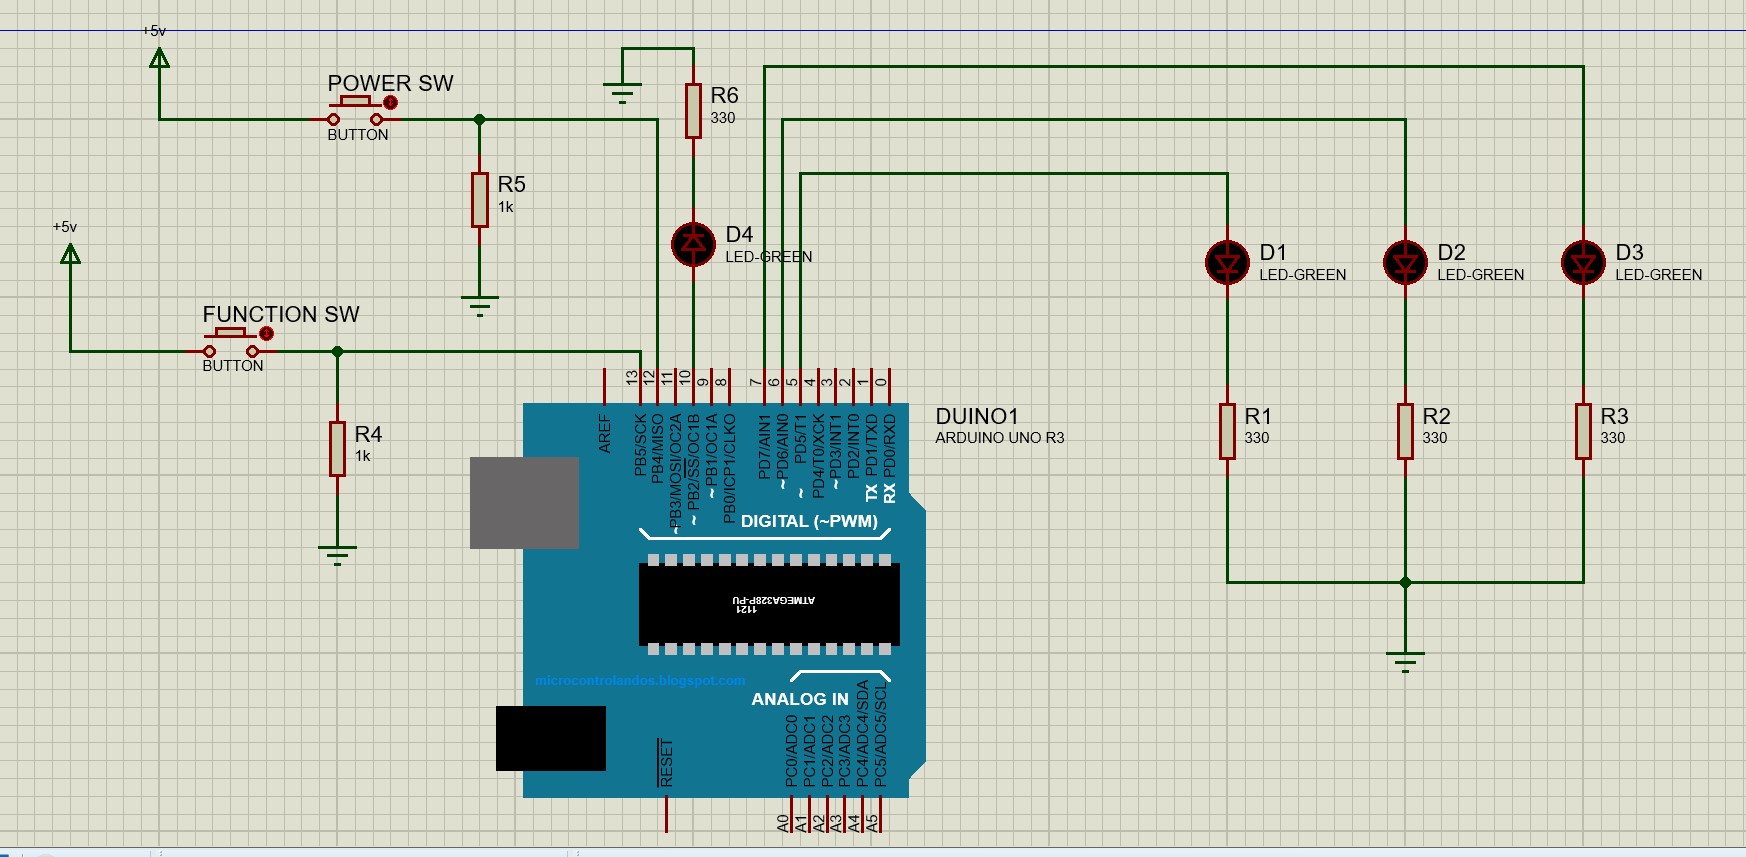 +5v
POWER SW
BUTTON
R6
330
R5
1k
+5v
D4
LED-GREEN
D1
LED-GREEN
D2
LED-GREEN
D3
LED-GREEN
FUNCTION SW
BUTTON
13
12
11
10
9
8
7
6
5
4
3
2
1
0
R4
1k
DUINO1
ARDUINO UNO R3
R1
330
R2
330
R3
330
AREF
PB5/SCK
PB4/MISO
PB3/MOSI/OC2A
~
PB2/SS/OC1B
~
PB1/OC1A
~
PB0/ICP1/CLKO
PD7/AIN1
PD6/AIN0
~
PD5/T1
~
PD4/T0/XCK
PD3/INT1
~
PD2/INT0
PD1/TXD
TX
PD0/RXD
RX
DIGITAL (~PWM)
ATMEGA328P-PU
1121
microcontrolandos.blogspot.com
ANALOG IN
RESET
PC0/ADC0
PC1/ADC1
PC2/ADC2
PC3/ADC3
PC4/ADC4/SDA
PC5/ADC5/SCL
A0
A1
A2
A3
A4
A5